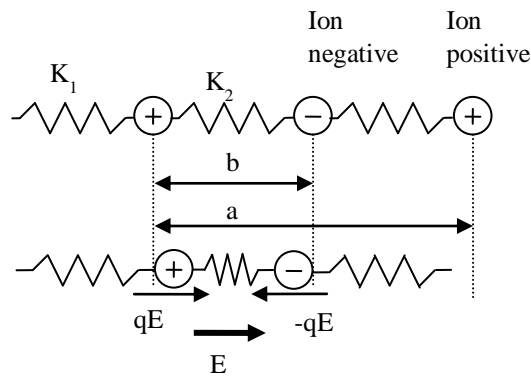 Ion
negative
Ion
positive
K₁
K₂
+
−
+
b
a
+
−
qE
-qE
E